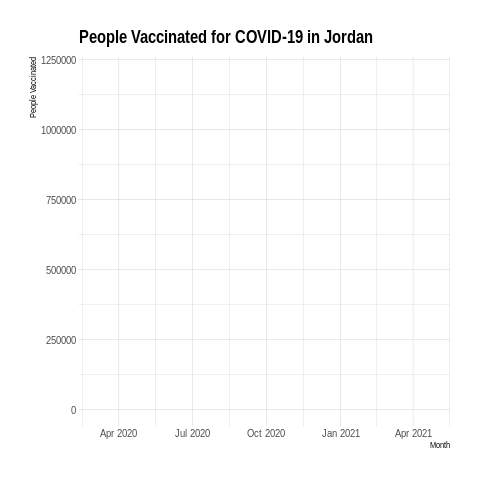 People Vaccinated for COVID-19 in Jordan
People Vaccinated
1250000
1000000
750000
500000
250000
0
Apr 2020 Jul 2020 Oct 2020 Jan 2021 Apr 2021
Month